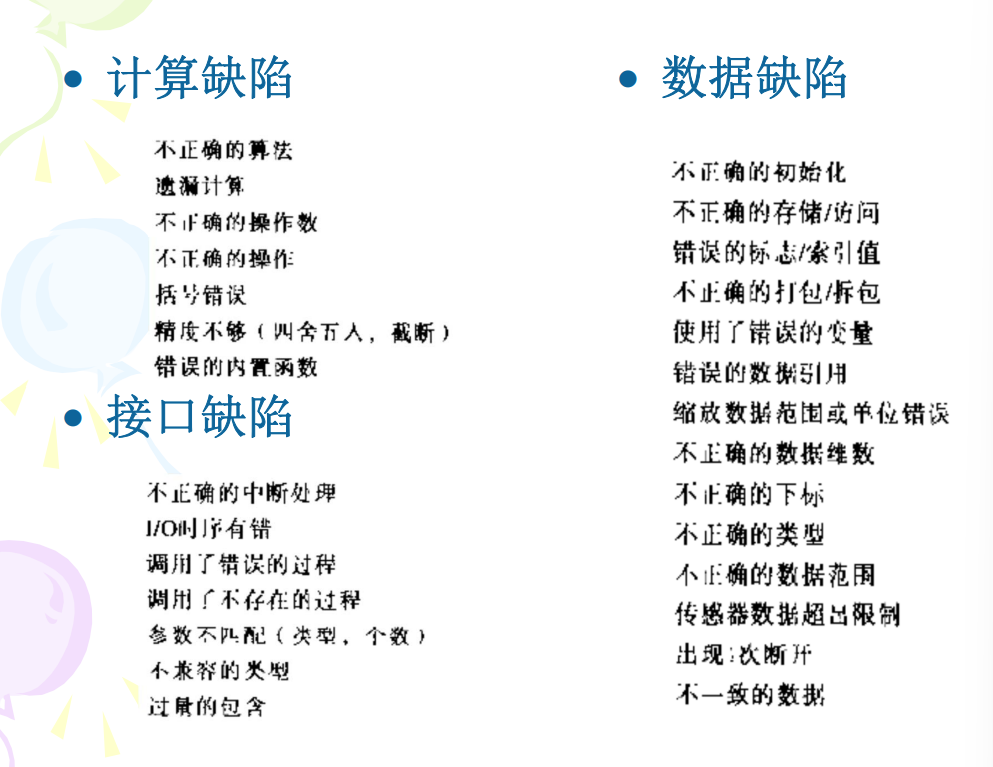 • 计算缺陷
不正确的算法
遗漏计算
不正确的操作数
不正确的操作
括号错误
精度不够（四舍五入，截断）
错误的内置函数
• 接口缺陷
不正确的中断处理
I/O时序有错
调用了错误的过程
调用了不存在的过程
参数不匹配（类型，个数）
不兼容的类型
过量的包含
• 数据缺陷
不正确的初始化
不正确的存储/访问
错误的标志/索引值
不正确的打包/拆包
使用了错误的变量
错误的数据引用
缩放数据范围或单位错误
不正确的数据维数
不正确的下标
不正确的类型
不正确的数据范围
传感器数据超出限制
出现1次断开
不一致的数据